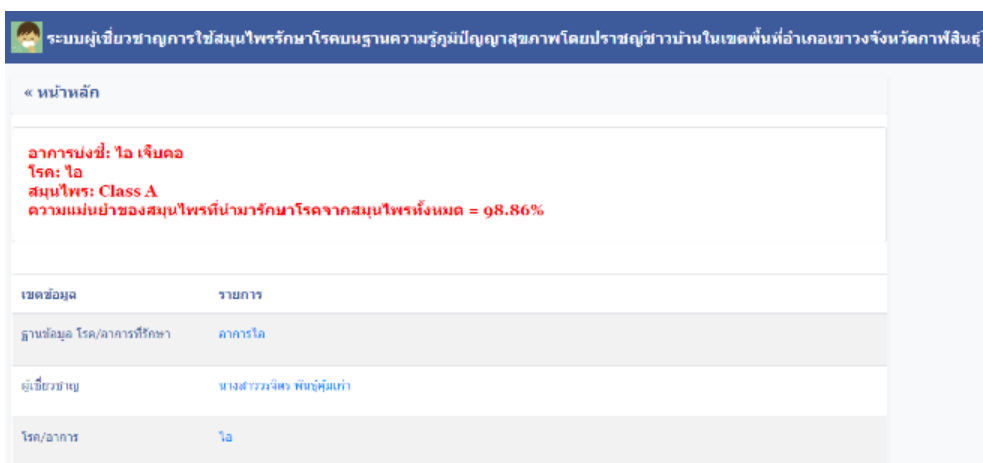 ระบบผู้เชี่ยวชาญการใช้สมุนไพรรักษาโรคบนฐานความรู้ภูมิปัญญาสุขภาพโดยปราชญ์ชาวบ้านในเขตพื้นที่อำเภอเขาวงจังหวัดกาฬสินธุ์
« หน้าหลัก
อาการบ่งชี้: ไอ เจ็บคอ
โรค: ไอ
สมุนไพร: Class A
ความแม่นยำของสมุนไพรที่นำมารักษาโรคจากสมุนไพรทั้งหมด = 98.86%
เขตข้อมูล รายการ
ฐานข้อมูล โรค/อาการที่รักษา อาการไอ
ผู้เชี่ยวชาญ นางสาววรจิตร
โรค/อาการ ไอ